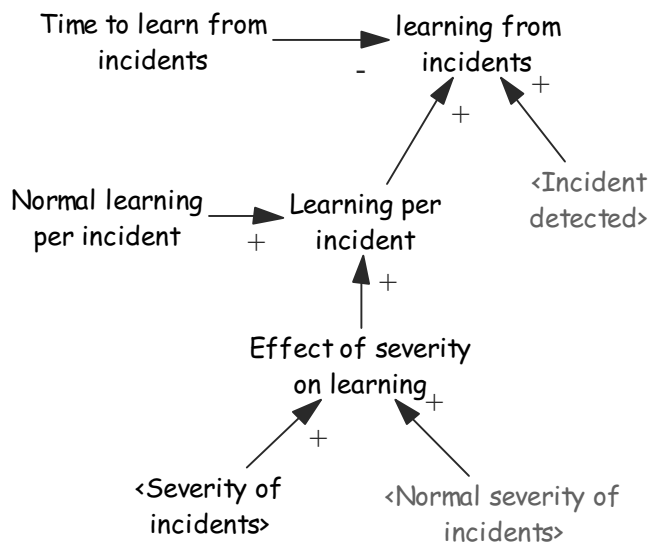 Time to learn from
incidents
-
learning from
incidents
+
+
Normal learning
per incident
+
Learning per
incident
<Incident
detected>
+
Effect of severity
on learning
+
+
<Severity of
incidents>
<Normal severity of
incidents>